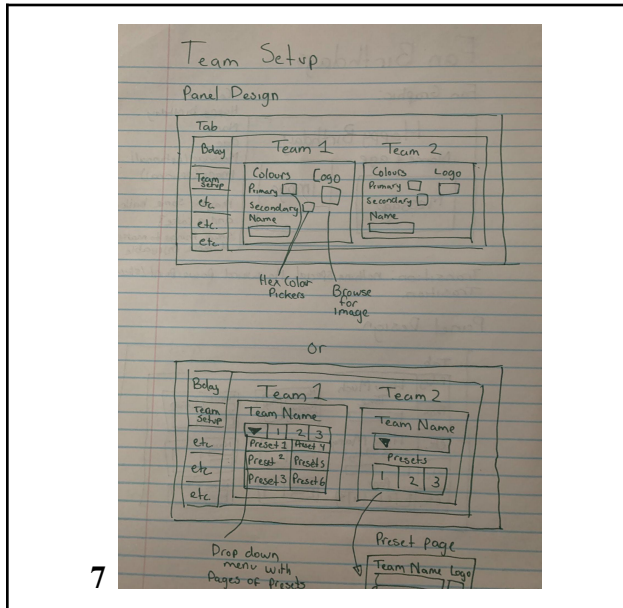 Team Setup
Panel Design
Tab
Bday
Team Setup
etc
etc.
etc
Team 1
Colours Logo
Primary
Secondary
Name
Team 2
Colours Logo
Primary
Secondary
Name
Hex Color Pickers
Browse for Image
Or
Bday
Team Setup
etc
etc
etc
Team 1
Team Name
1 2 3
Preset 1 Preset 4
Preset 2 Preset 5
Preset 3 Preset 6
Team 2
Team Name
Presets
1 2 3
Drop down menu with Pages of presets
Preset page
Team Name Logo
7